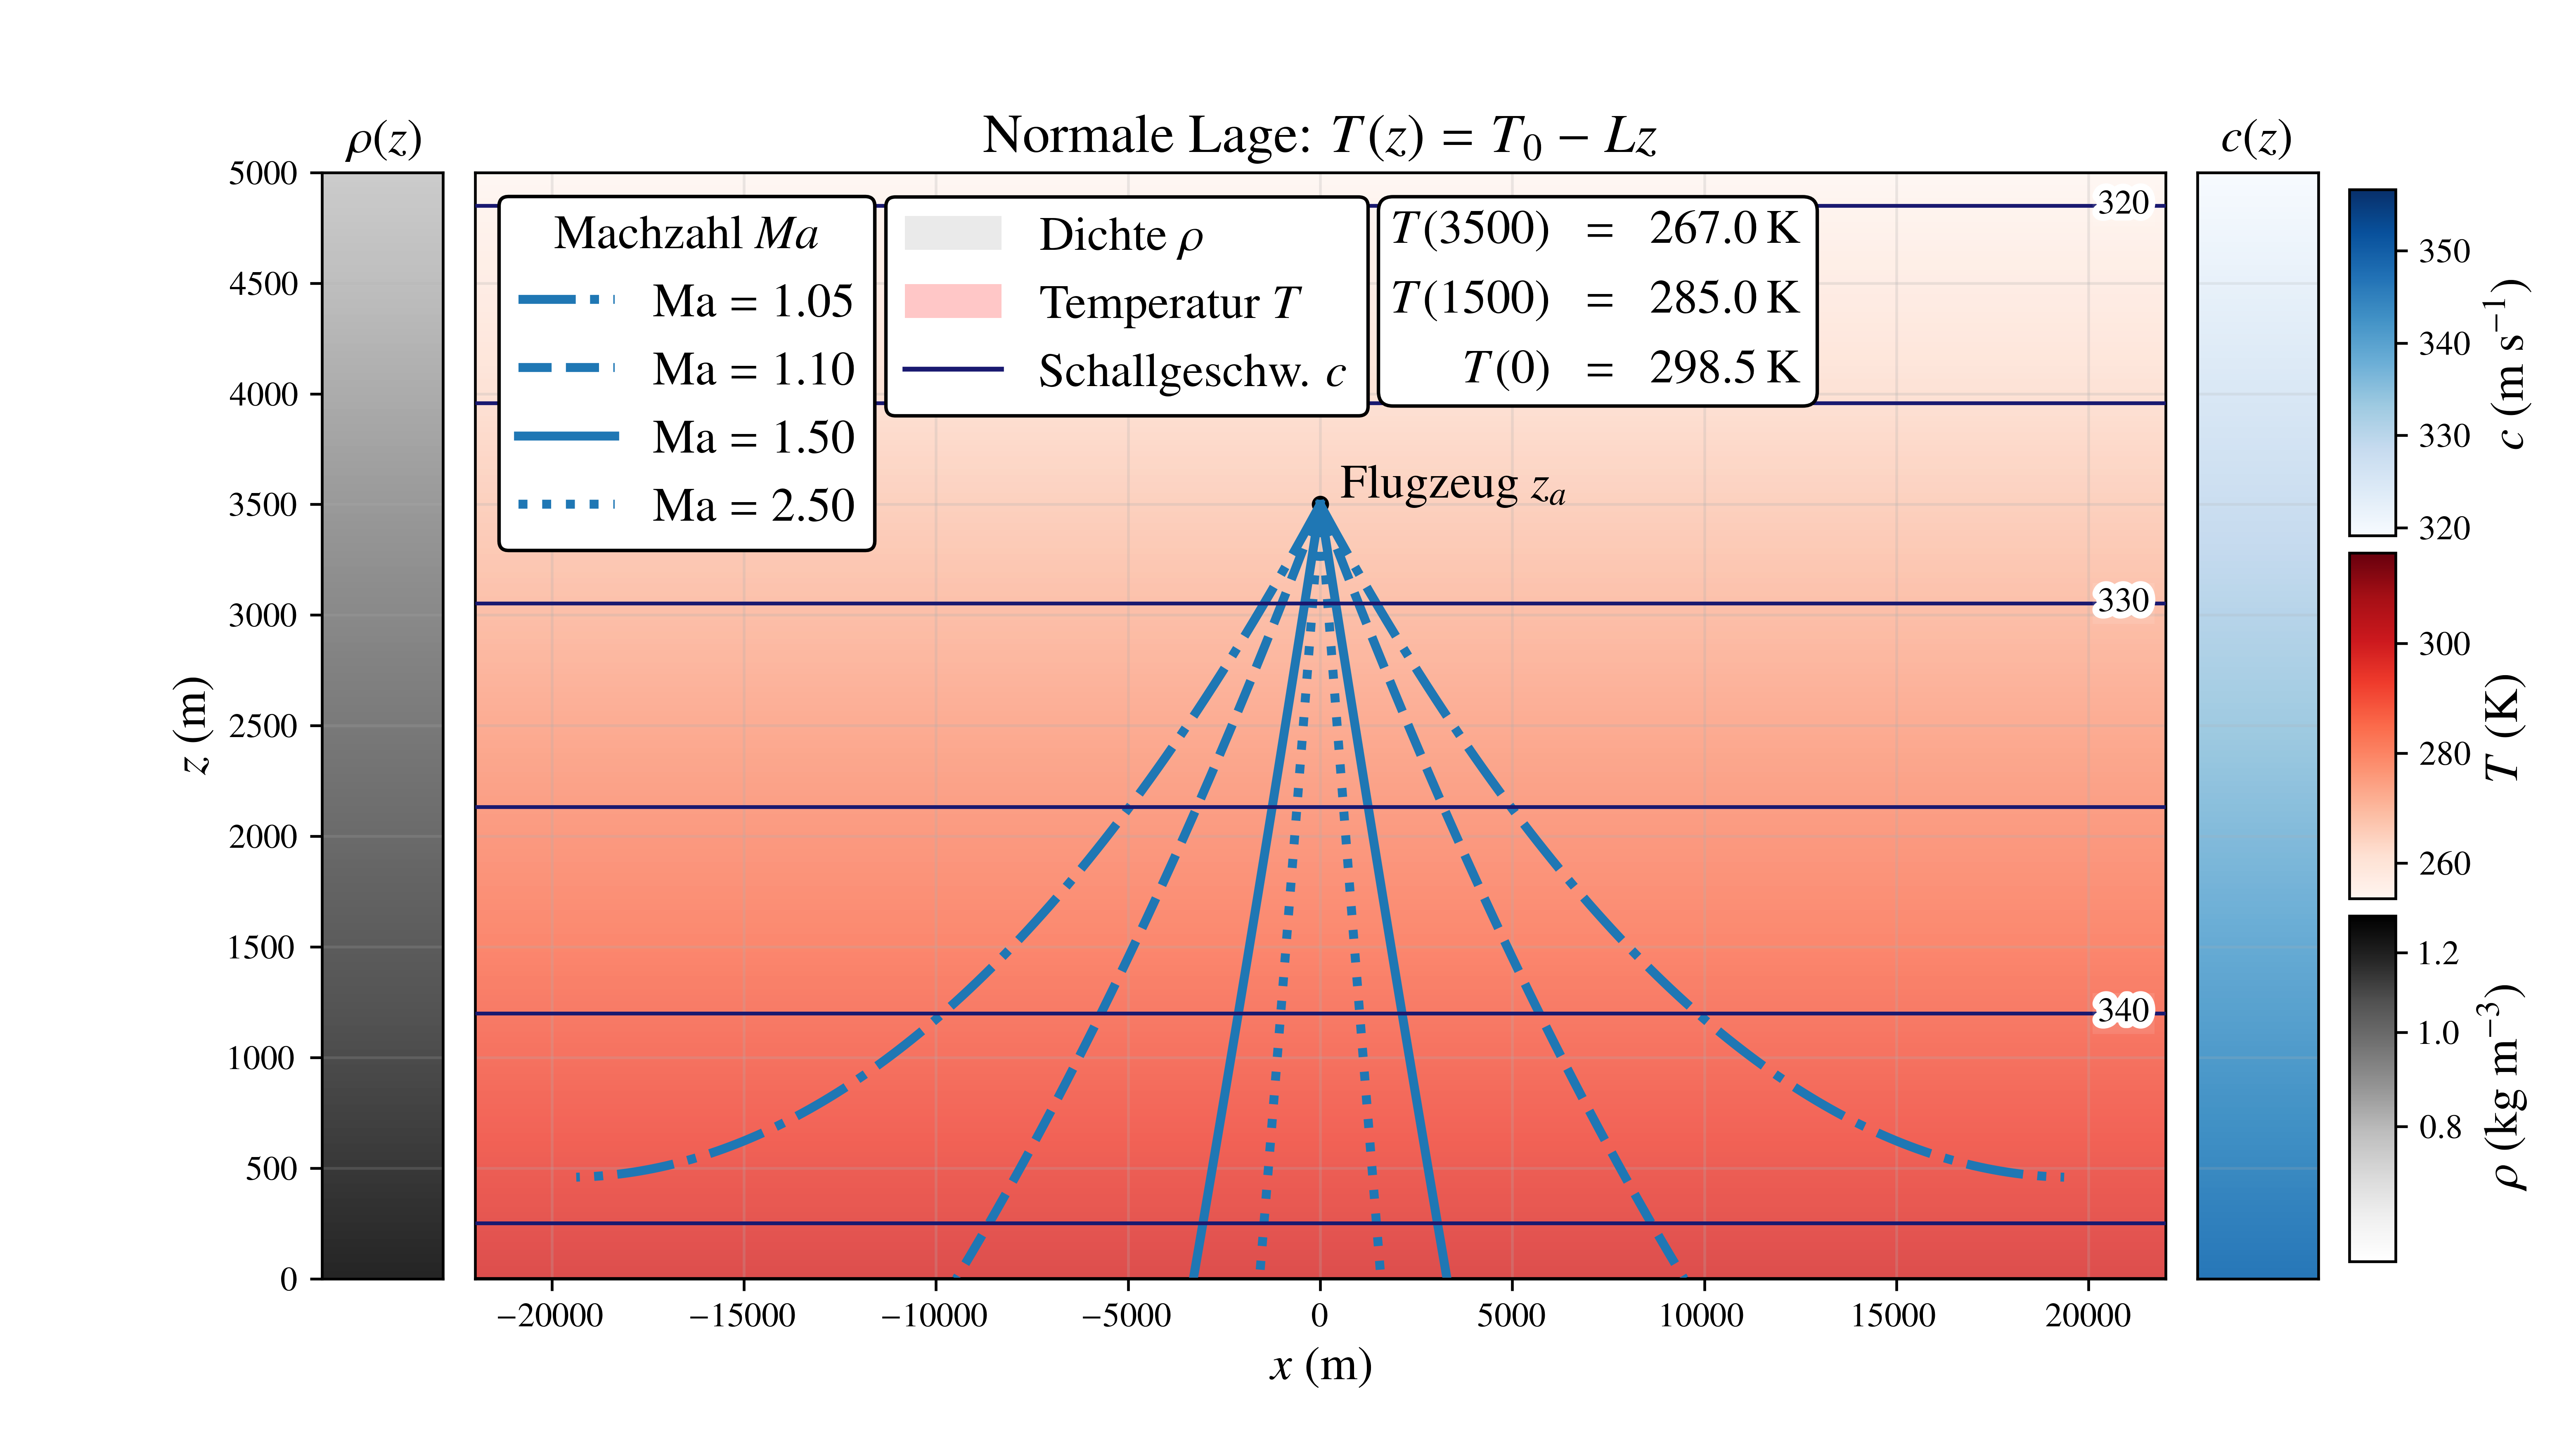 Normale Lage: T(z) = T₀ − Lz
ρ(z)
c(z)
5000
4500
4000
3500
3000
2500
2000
1500
1000
500
0
z (m)
Machzahl Ma
Ma = 1.05
Ma = 1.10
Ma = 1.50
Ma = 2.50
Dichte ρ
Temperatur T
Schallgeschw. c
T(3500) = 267.0 K
T(1500) = 285.0 K
T(0) = 298.5 K
Flugzeug zₐ
320
330
340
−20000
−15000
−10000
−5000
0
5000
10000
15000
20000
x (m)
350
340
330
320
c (m s⁻¹)
300
280
260
T (K)
1.2
1.0
0.8
ρ (kg m⁻³)